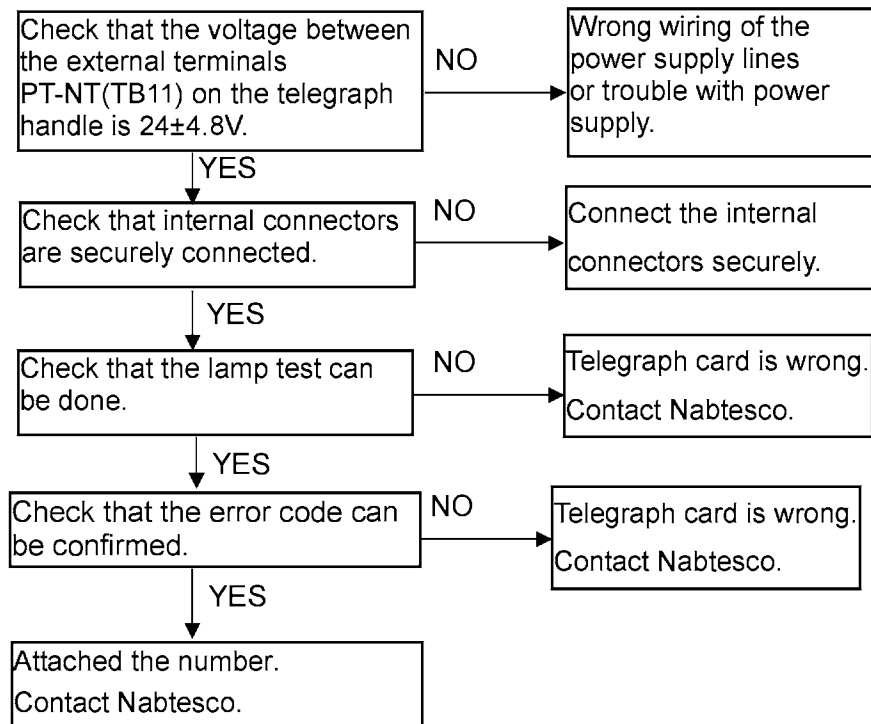 Check that the voltage between
the external terminals
PT-NT(TB11) on the telegraph
handle is 24±4.8V.
NO
Wrong wiring of the
power supply lines
or trouble with power
supply.
YES
Check that internal connectors
are securely connected.
NO
Connect the internal
connectors securely.
YES
Check that the lamp test can
be done.
NO
Telegraph card is wrong.
Contact Nabtesco.
YES
Check that the error code can
be confirmed.
NO
Telegraph card is wrong.
Contact Nabtesco.
YES
Attached the number.
Contact Nabtesco.